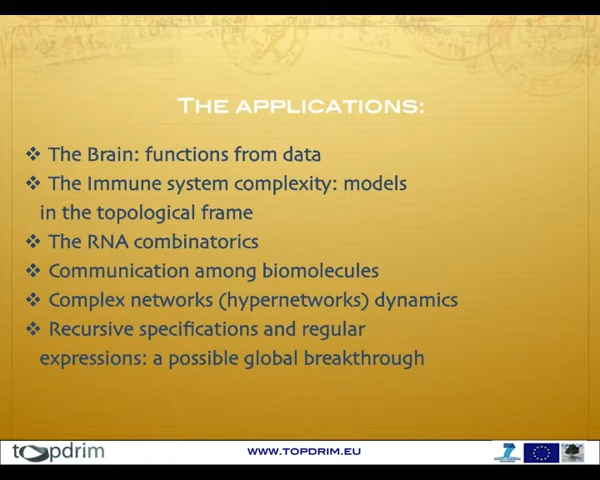 THE APPLICATIONS:
❖ The Brain: functions from data
❖ The Immune system complexity: models
in the topological frame
❖ The RNA combinatorics
❖ Communication among biomolecules
❖ Complex networks (hypernetworks) dynamics
❖ Recursive specifications and regular
expressions: a possible global breakthrough
topdrim
WWW.TOPDRIM.EU